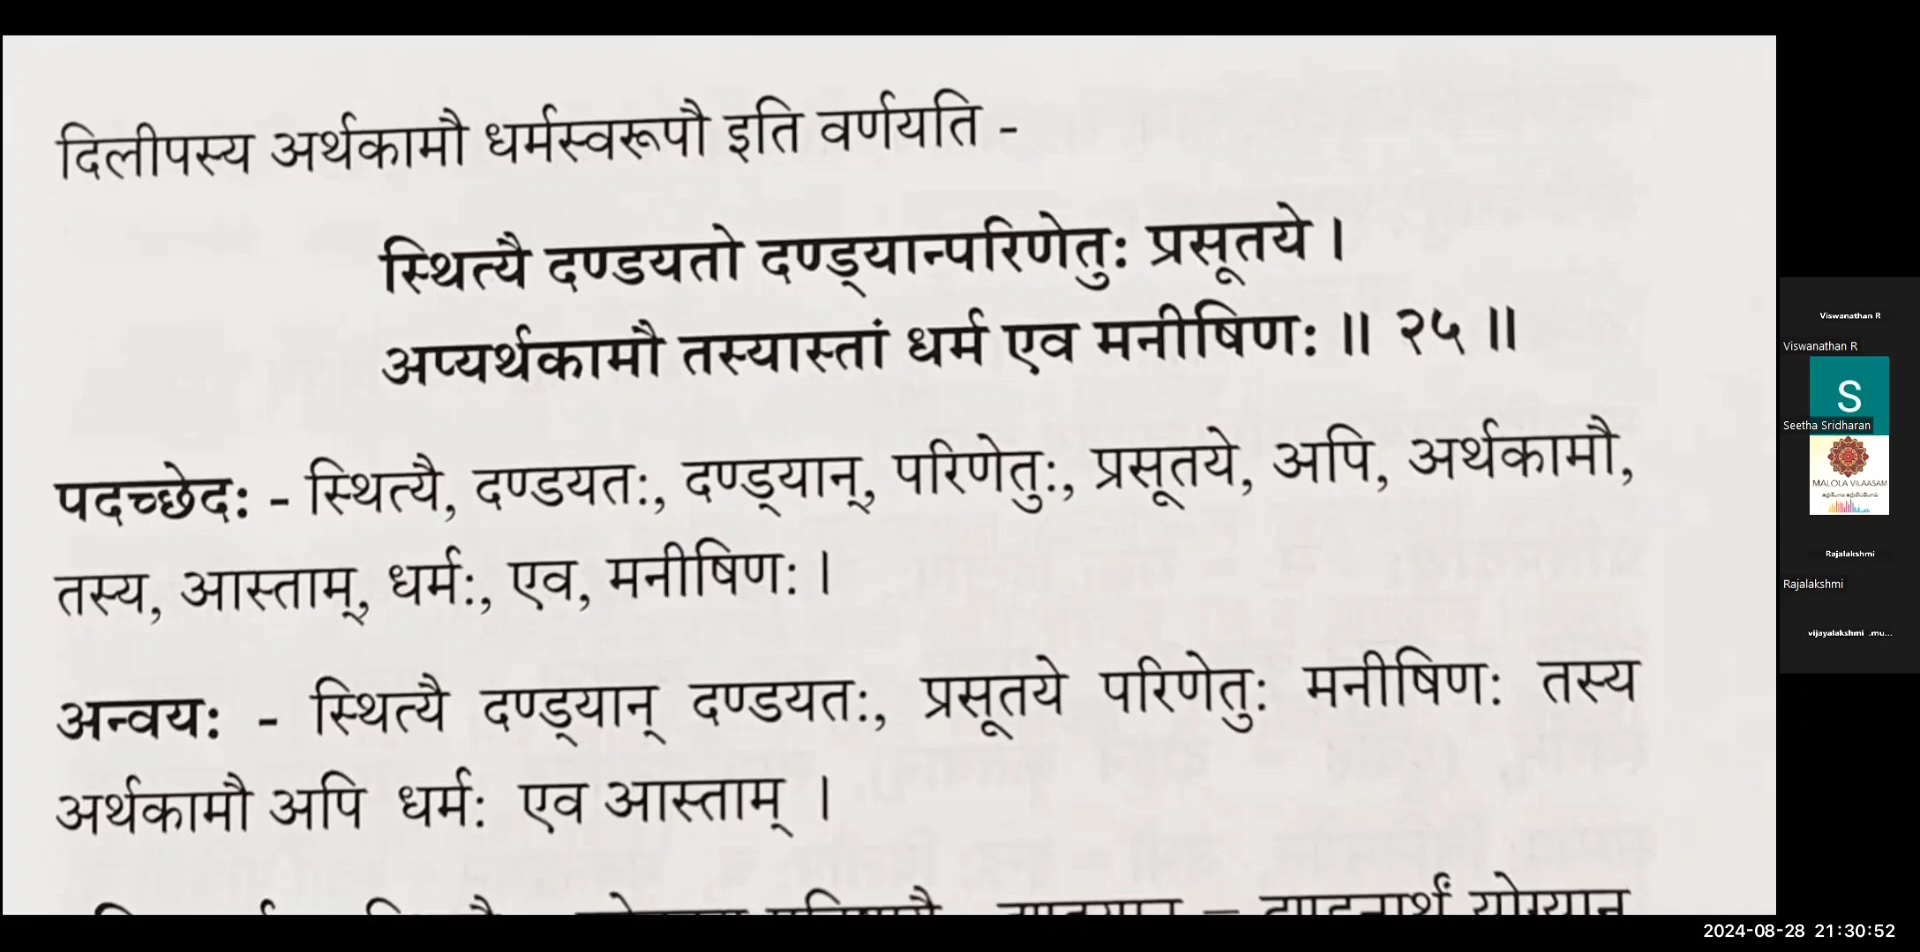 दिलीपस्य अर्थकामौ धर्मस्वरूपौ इति वर्णयति -
स्थित्यै दण्डयतो दण्ड्यान्परिणेतुः प्रसूतये ।
अप्यर्थकामौ तस्यास्तां धर्म एव मनीषिणः ॥ २५ ॥
पदच्छेदः - स्थित्यै, दण्डयतः, दण्ड्यान्, परिणेतुः, प्रसूतये, अपि, अर्थकामौ,
तस्य, आस्ताम्, धर्मः, एव, मनीषिणः ।
अन्वयः - स्थित्यै दण्ड्यान् दण्डयतः, प्रसूतये परिणेतुः मनीषिणः तस्य
अर्थकामौ अपि धर्मः एव आस्ताम् ।
Viswanathan R
Viswanathan R
S
Seetha Sridharan
MALOLA VILAASAM
Rajalakshmi
Rajalakshmi
vijayalakshmi .mu...
2024-08-28 21:30:52